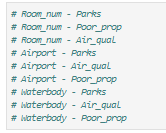 # Room_num - Parks
# Room_num - Poor_prop
# Room_num - Air_qual
# Airport - Parks
# Airport - Air_qual
# Airport - Poor_prop
# Waterbody - Parks
# Waterbody - Air_qual
# Waterbody - Poor_prop